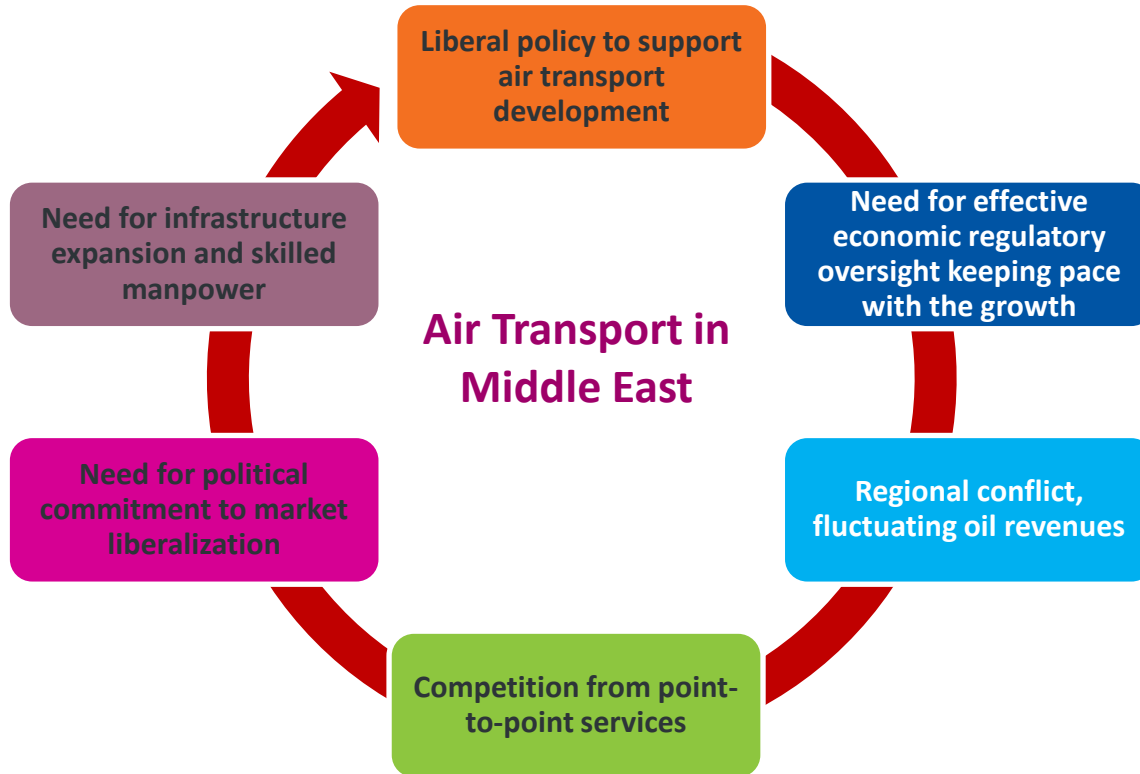 Liberal policy to support
air transport
development
Need for effective
economic regulatory
oversight keeping pace
with the growth
Regional conflict,
fluctuating oil revenues
Competition from point-
to-point services
Need for political
commitment to market
liberalization
Need for infrastructure
expansion and skilled
manpower
Air Transport in
Middle East